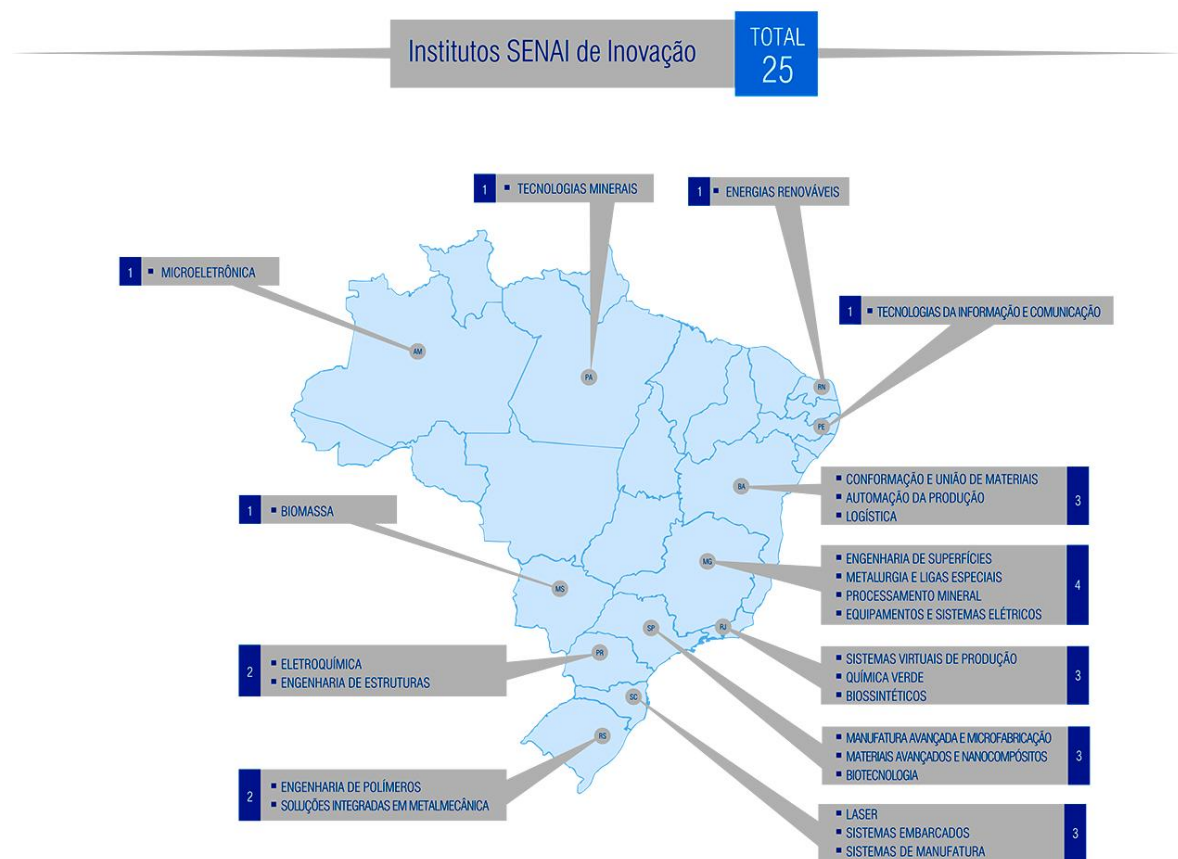 Institutos SENAI de Inovação
TOTAL
25
1 ▪ TECNOLOGIAS MINERAIS
1 ▪ ENERGIAS RENOVÁVEIS
1 ▪ MICROELETRÔNICA
1 ▪ TECNOLOGIAS DA INFORMAÇÃO E COMUNICAÇÃO
AM
PA
RN
PE
BA
▪ CONFORMAÇÃO E UNIÃO DE MATERIAIS
▪ AUTOMAÇÃO DA PRODUÇÃO
▪ LOGÍSTICA
3
1 ▪ BIOMASSA
MS
MG
▪ ENGENHARIA DE SUPERFÍCIES
▪ METALURGIA E LIGAS ESPECIAIS
▪ PROCESSAMENTO MINERAL
▪ EQUIPAMENTOS E SISTEMAS ELÉTRICOS
4
SP
RJ
▪ SISTEMAS VIRTUAIS DE PRODUÇÃO
▪ QUÍMICA VERDE
▪ BIOSSINTÉTICOS
3
2
▪ ELETROQUÍMICA
▪ ENGENHARIA DE ESTRUTURAS
PR
SC
RS
▪ MANUFATURA AVANÇADA E MICROFABRICAÇÃO
▪ MATERIAIS AVANÇADOS E NANOCOMPÓSITOS
▪ BIOTECNOLOGIA
3
2
▪ ENGENHARIA DE POLÍMEROS
▪ SOLUÇÕES INTEGRADAS EM METALMECÂNICA
▪ LASER
▪ SISTEMAS EMBARCADOS
▪ SISTEMAS DE MANUFATURA
3